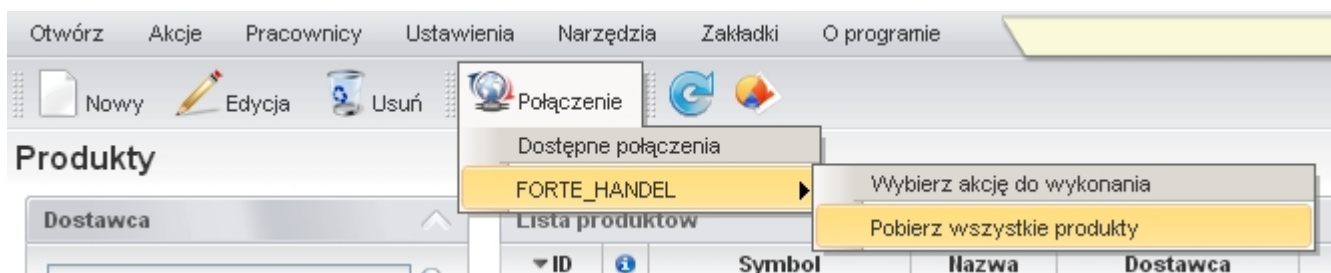 Otwórz Akcje Pracownicy Ustawienia Narzędzia Zakładki O programie
Nowy Edycja Usuń Połączenie
Produkty
Dostępne połączenia
FORTE_HANDEL
Wybierz akcję do wykonania
Pobierz wszystkie produkty
Dostawca
Lista produktów
ID Symbol Nazwa Dostawca